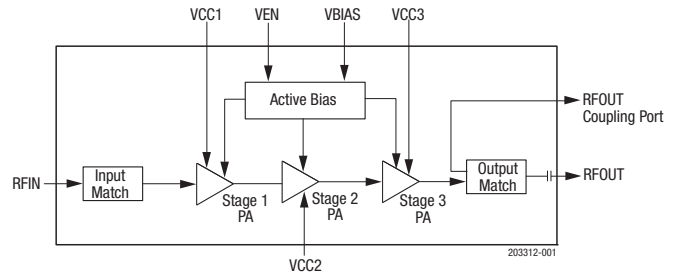 VCC1
VEN
VBIAS
VCC3
Active Bias
RFOUT
Coupling Port
RFIN
Input
Match
Stage 1
PA
Stage 2
PA
Stage 3
PA
Output
Match
RFOUT
VCC2
203312-001